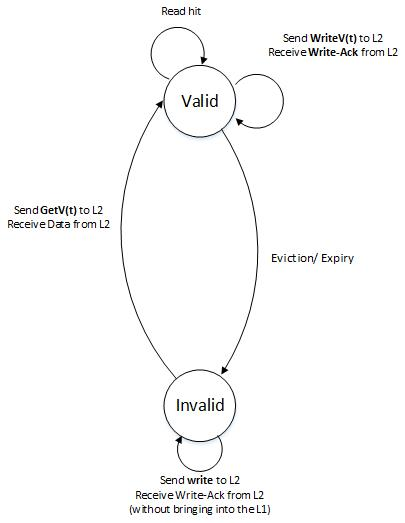 Read hit
Send WriteV(t) to L2
Receive Write-Ack from L2
Valid
Send GetV(t) to L2
Receive Data from L2
Eviction/ Expiry
Invalid
Send write to L2
Receive Write-Ack from L2
(without bringing into the L1)